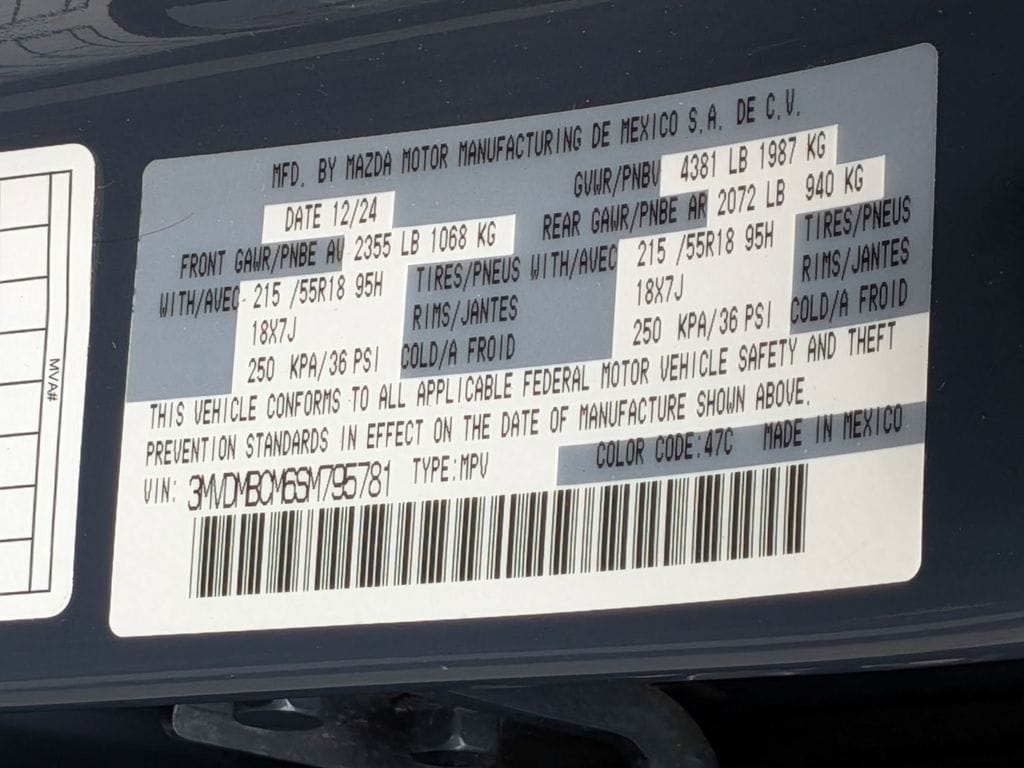 MFD. BY MAZDA MOTOR MANUFACTURING DE MEXICO S.A. DE C.V.
DATE 12/24 GVWR/PNBV 4381 LB 1987 KG
FRONT GAWR/PNBE AV 2355 LB 1068 KG REAR GAWR/PNBE AR 2072 LB 940 KG
WITH/AVEC 215 /55R18 95H TIRES/PNEUS WITH/AVEC 215 /55R18 95H TIRES/PNEUS
18X7J RIMS/JANTES 18X7J RIMS/JANTES
250 KPA/36 PSI COLD/A FROID 250 KPA/36 PSI COLD/A FROID
THIS VEHICLE CONFORMS TO ALL APPLICABLE FEDERAL MOTOR VEHICLE SAFETY AND THEFT
PREVENTION STANDARDS IN EFFECT ON THE DATE OF MANUFACTURE SHOWN ABOVE.
VIN: 3MVDMBCM6SM795781 TYPE:MPV COLOR CODE:47C MADE IN MEXICO
MVA#